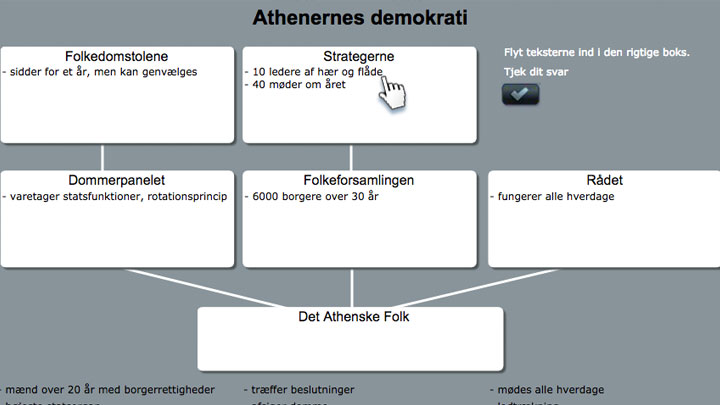 Athenernes demokrati
Folkedomstolene
- sidder for et år, men kan genvælges
Strategerne
- 10 ledere af hær og flåde
- 40 møder om året
Flyt teksterne ind i den rigtige boks.
Tjek dit svar
Dommerpanelet
- varetager statsfunktioner, rotationsprincip
Folkeforsamlingen
- 6000 borgere over 30 år
Rådet
- fungerer alle hverdage
Det Athenske Folk
- mænd over 20 år med borgerrettigheder
- træffer beslutninger
- mødes alle hverdage